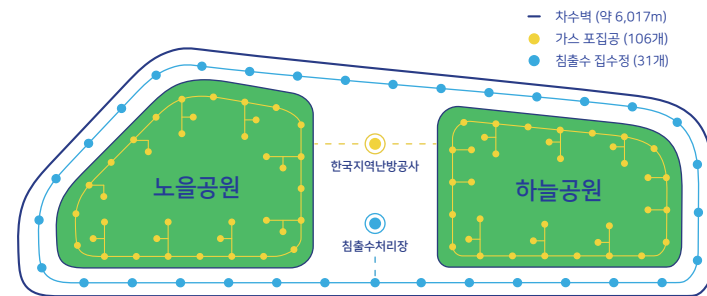 차수벽 (약 6,017m)
가스 포집공 (106개)
침출수 집수정 (31개)
한국지역난방공사
노을공원
하늘공원
침출수처리장